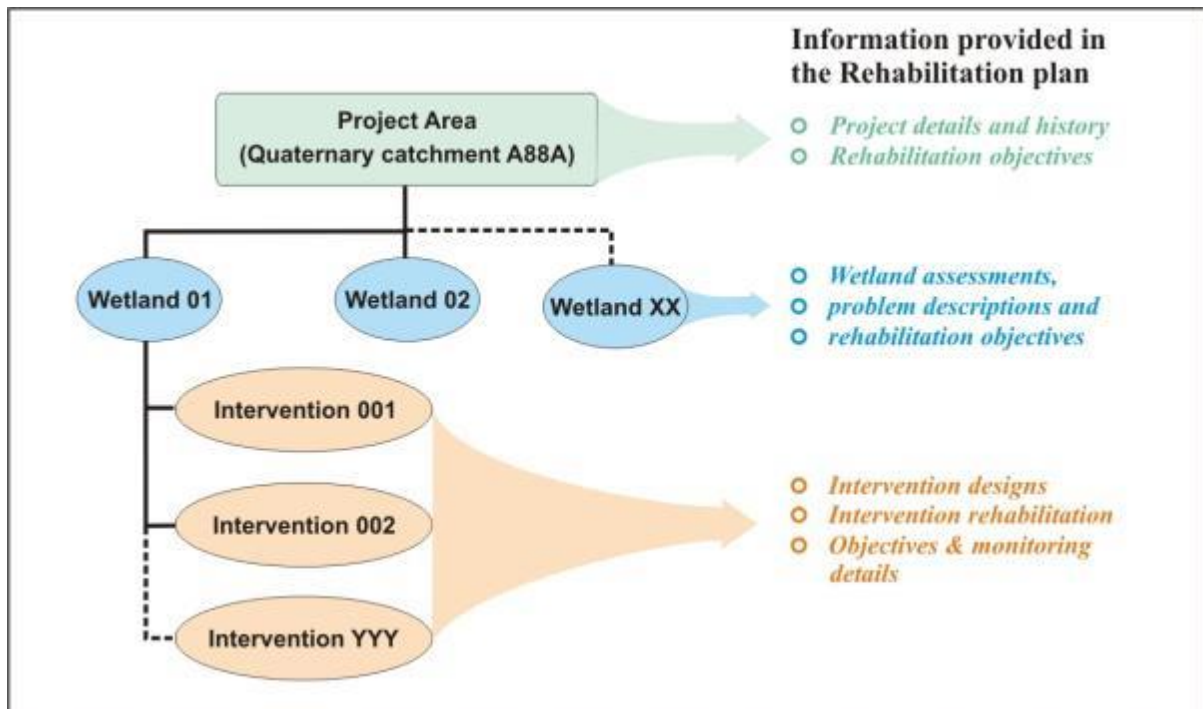 Information provided in
the Rehabilitation plan
Project Area
(Quaternary catchment A88A)
Project details and history
Rehabilitation objectives
Wetland 01
Wetland 02
Wetland XX
Wetland assessments,
problem descriptions and
rehabilitation objectives
Intervention 001
Intervention 002
Intervention YYY
Intervention designs
Intervention rehabilitation
Objectives & monitoring
details